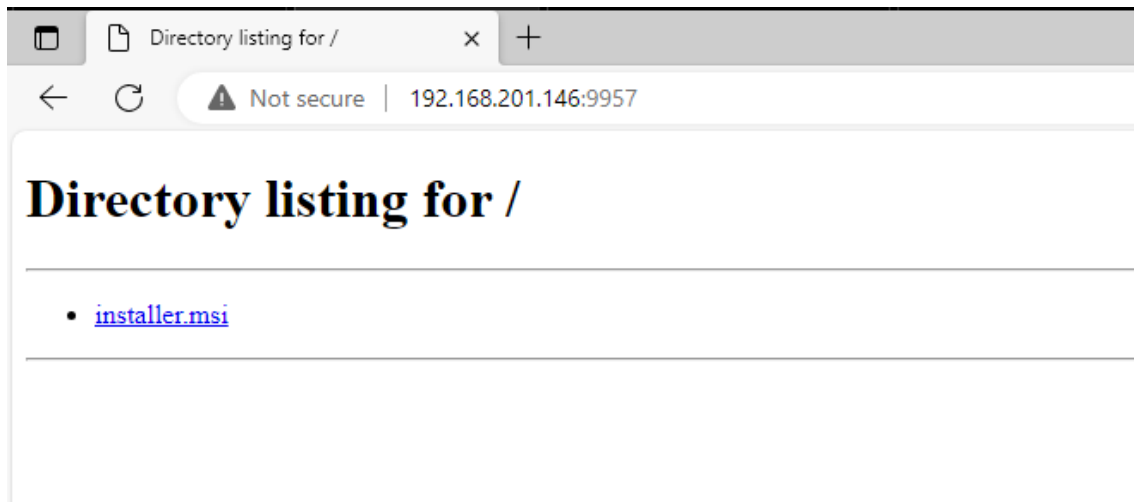 Directory listing for /
Not secure
192.168.201.146:9957
Directory listing for /
installer.msi